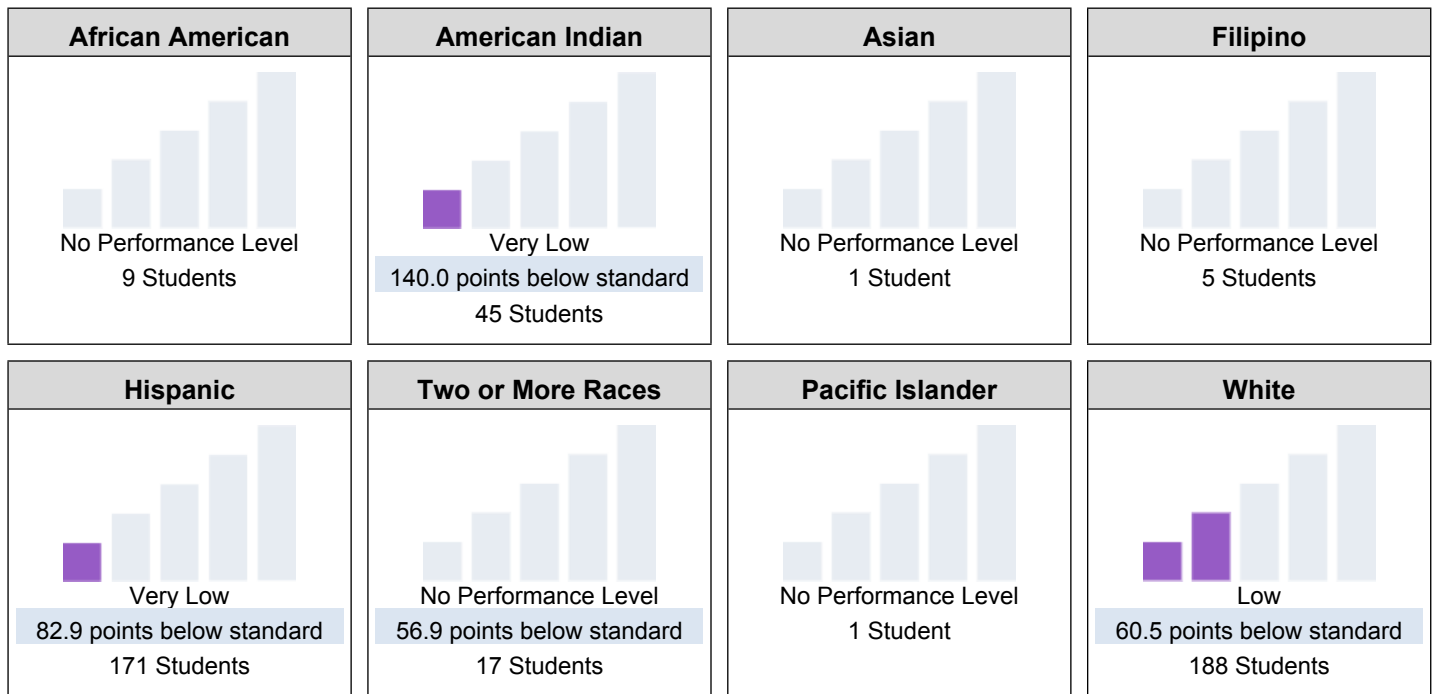 African American
No Performance Level
9 Students
American Indian
Very Low
140.0 points below standard
45 Students
Asian
No Performance Level
1 Student
Filipino
No Performance Level
5 Students
Hispanic
Very Low
82.9 points below standard
171 Students
Two or More Races
No Performance Level
56.9 points below standard
17 Students
Pacific Islander
No Performance Level
1 Student
White
Low
60.5 points below standard
188 Students